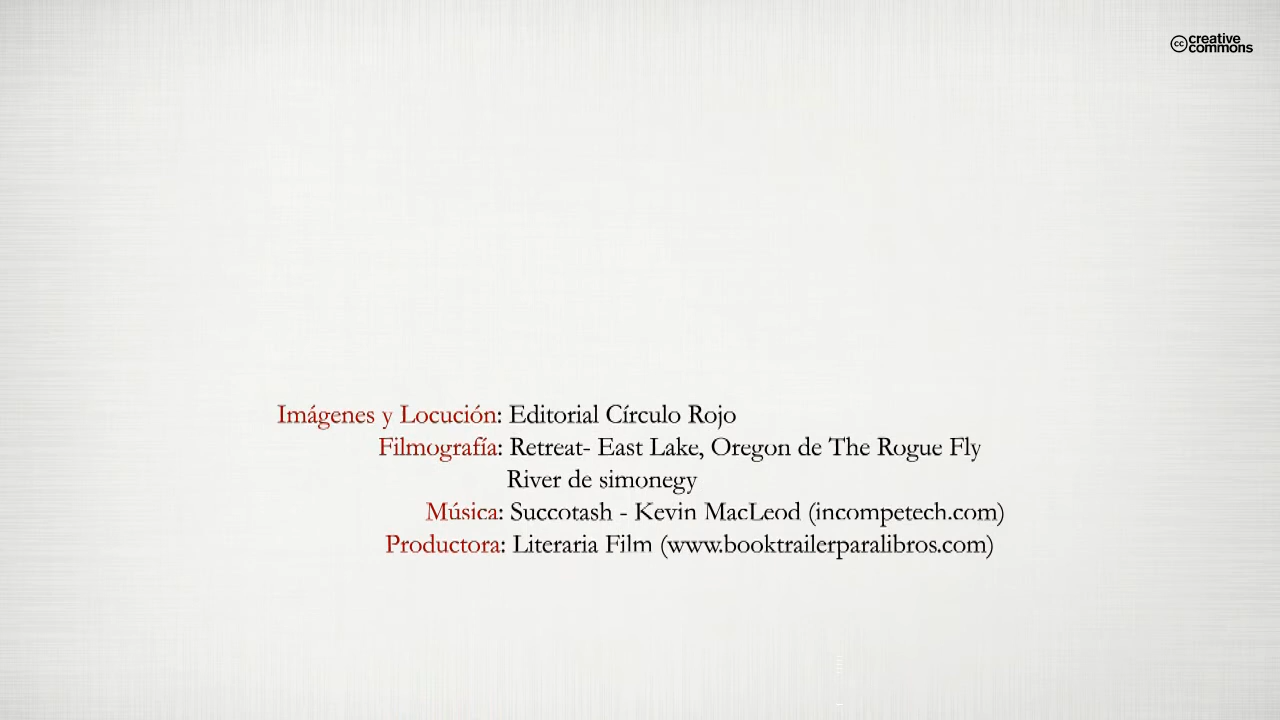 cc creative
commons
Imágenes y Locución: Editorial Círculo Rojo
Filmografía: Retreat- East Lake, Oregon de The Rogue Fly
River de simonegy
Música: Succotash - Kevin MacLeod (incompetech.com)
Productora: Literaria Film (www.booktrailerparalibros.com)